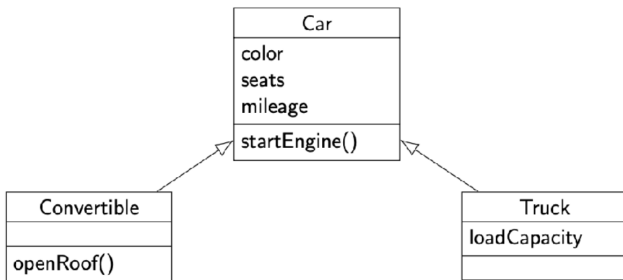 Car
color
seats
mileage
startEngine()
Convertible
openRoof()
Truck
loadCapacity